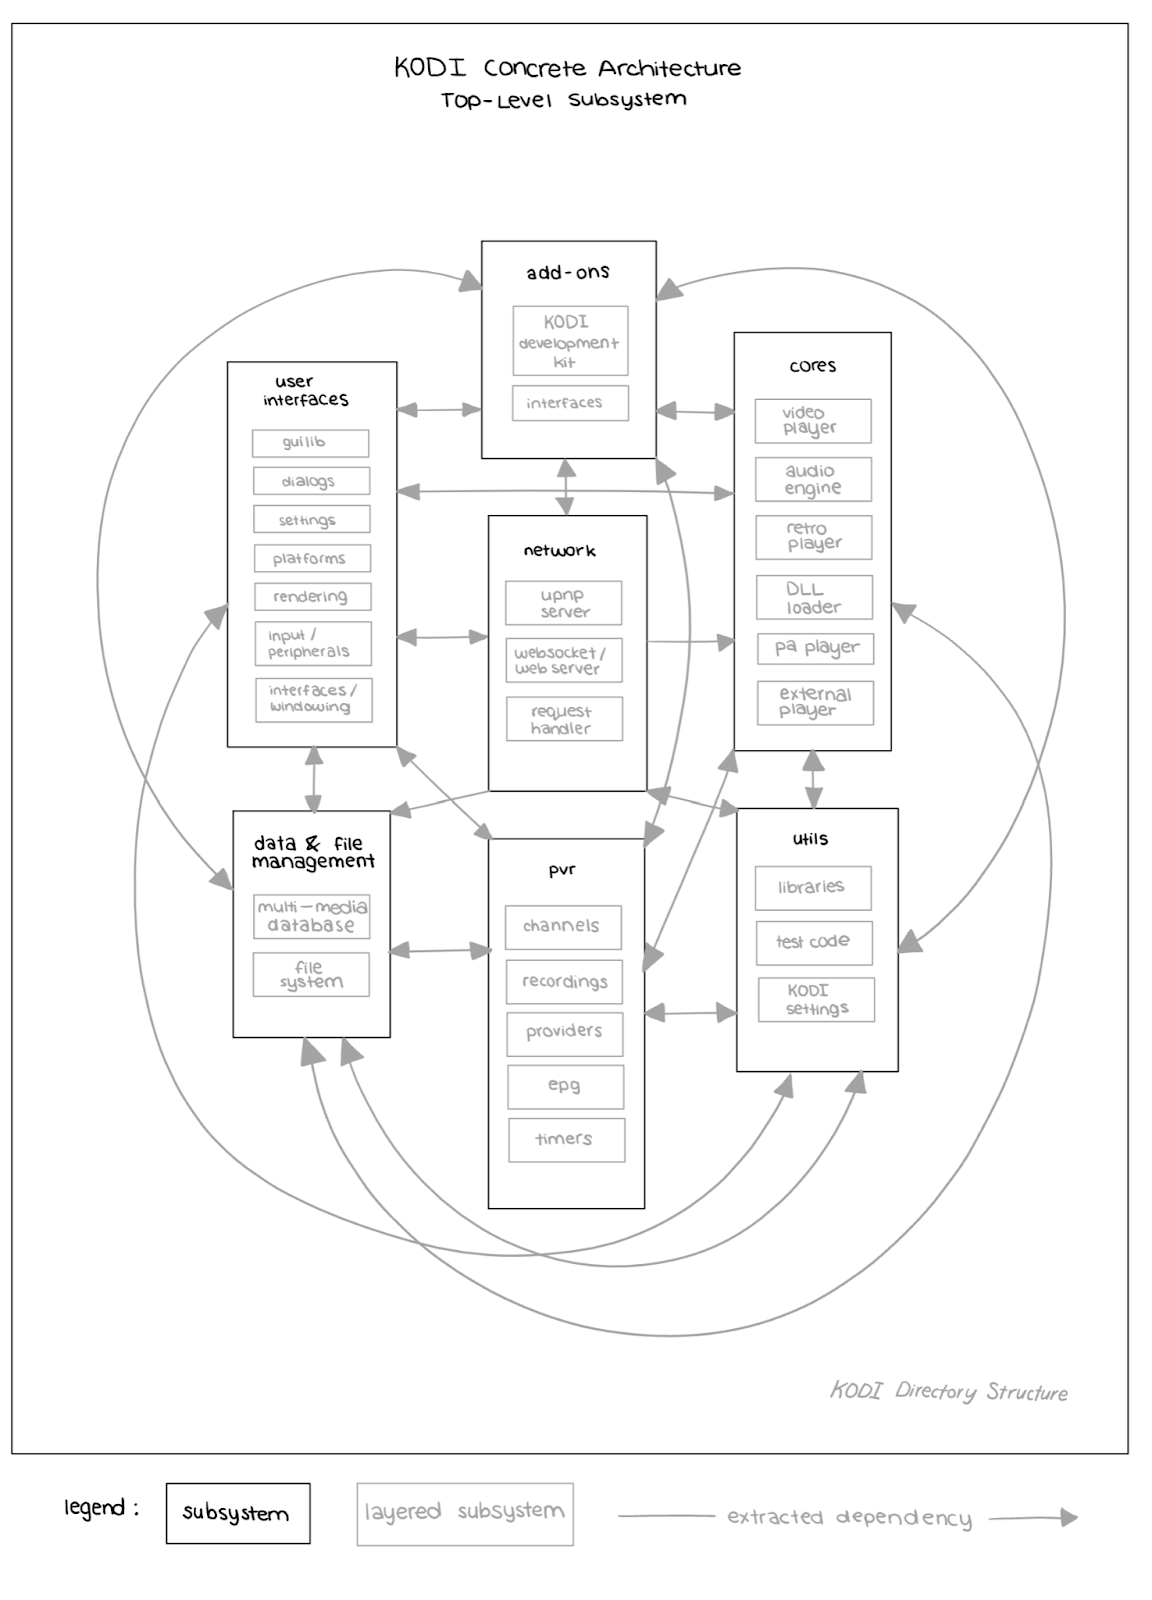 KODI Concrete Architecture
Top-Level Subsystem
add-ons
KODI
development
kit
interfaces
user
interfaces
guilib
dialogs
settings
platforms
rendering
input /
peripherals
interfaces /
windowing
cores
video
player
audio
engine
retro
player
DLL
loader
pa player
external
player
network
upnp
server
websocket /
web server
request
handler
data & file
management
multi-media
database
file
system
pvr
channels
recordings
providers
epg
timers
utils
libraries
test code
KODI
settings
KODI Directory Structure
legend :
subsystem
layered subsystem
extracted dependency